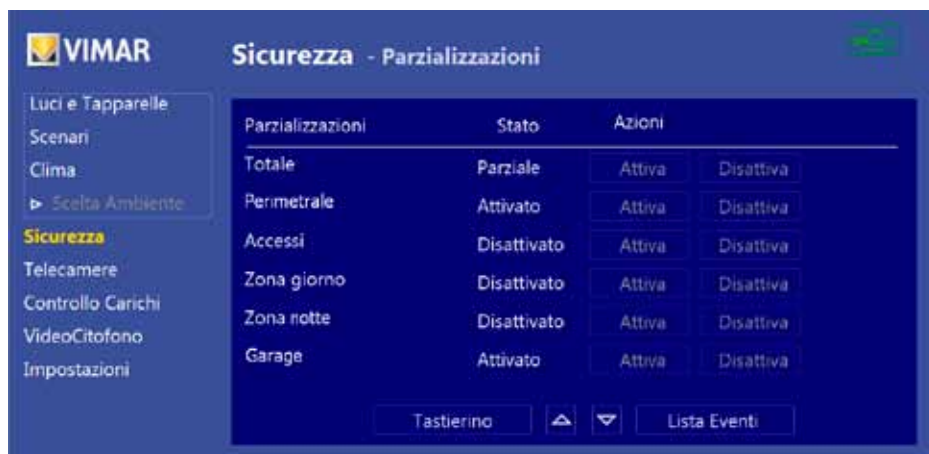 VIMAR
Sicurezza - Parzializzazioni
Luci e Tapparelle
Scenari
Clima
Scelta Ambiente
Sicurezza
Telecamere
Controllo Carichi
VideoCitofono
Impostazioni
Parzializzazioni Stato Azioni
Totale Parziale Attiva Disattiva
Perimetrale Attivato Attiva Disattiva
Accessi Disattivato Attiva Disattiva
Zona giorno Disattivato Attiva Disattiva
Zona notte Disattivato Attiva Disattiva
Garage Attivato Attiva Disattiva
Tastierino Lista Eventi